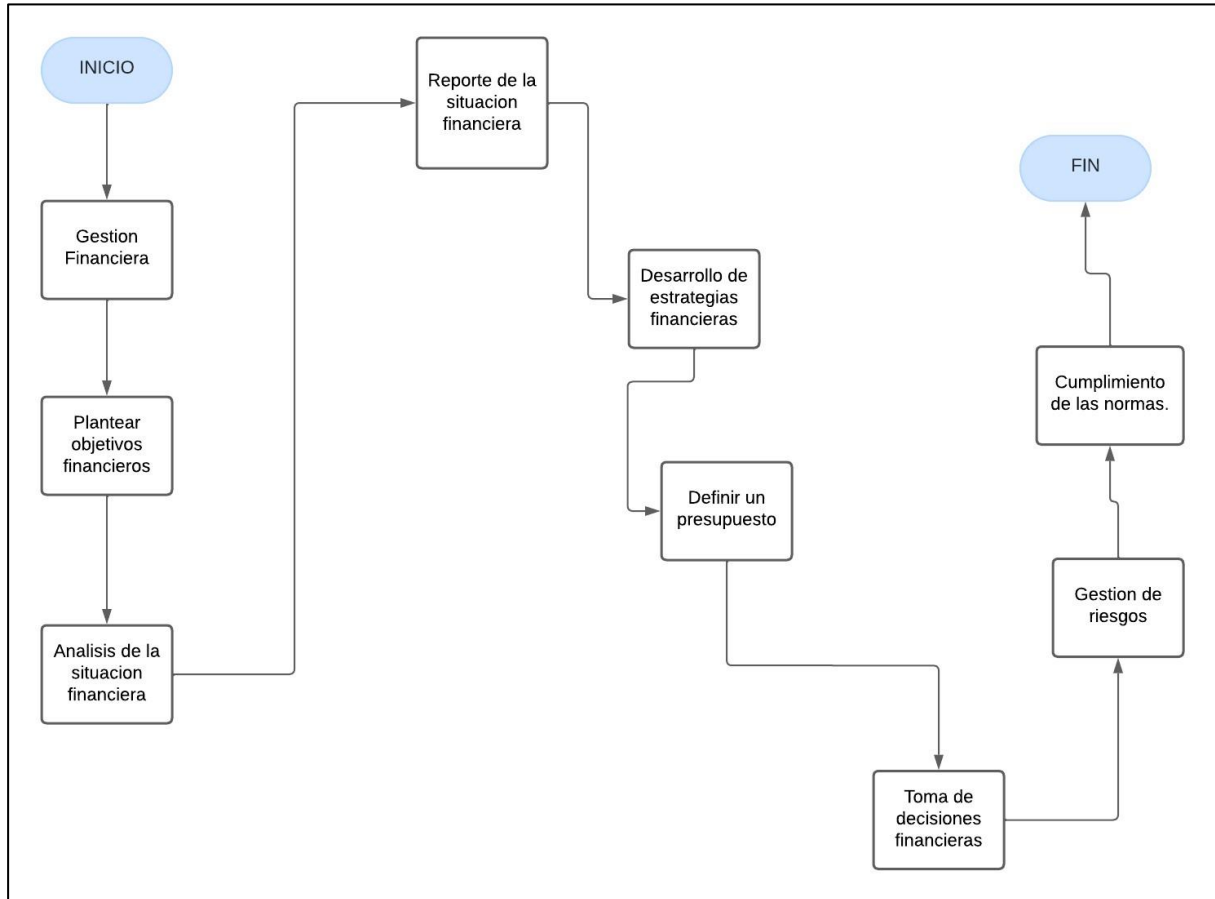 INICIO
Gestion
Financiera
Plantear
objetivos
financieros
Analisis de la
situacion
financiera
Reporte de la
situacion
financiera
Desarrollo de
estrategias
financieras
Definir un
presupuesto
Toma de
decisiones
financieras
Gestion de
riesgos
Cumplimiento
de las normas.
FIN